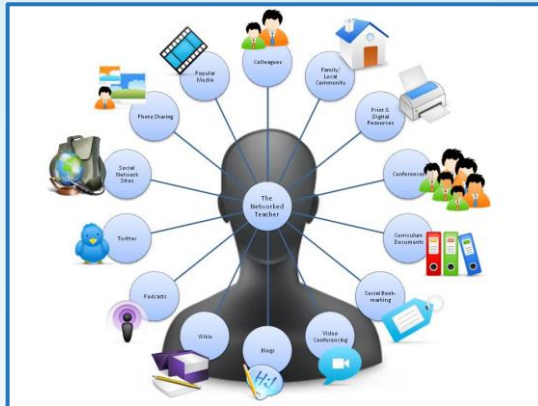 Colleagues
Popular
Media
Family/
Local
Community
Photo Sharing
Print &
Digital
Resources
Social
Network
Sites
Conferences
The
Networked
Teacher
Twitter
Curriculum
Documents
Podcasts
Social Book-
marking
Wikis
Blogs
Video
Conferencing
Hi!